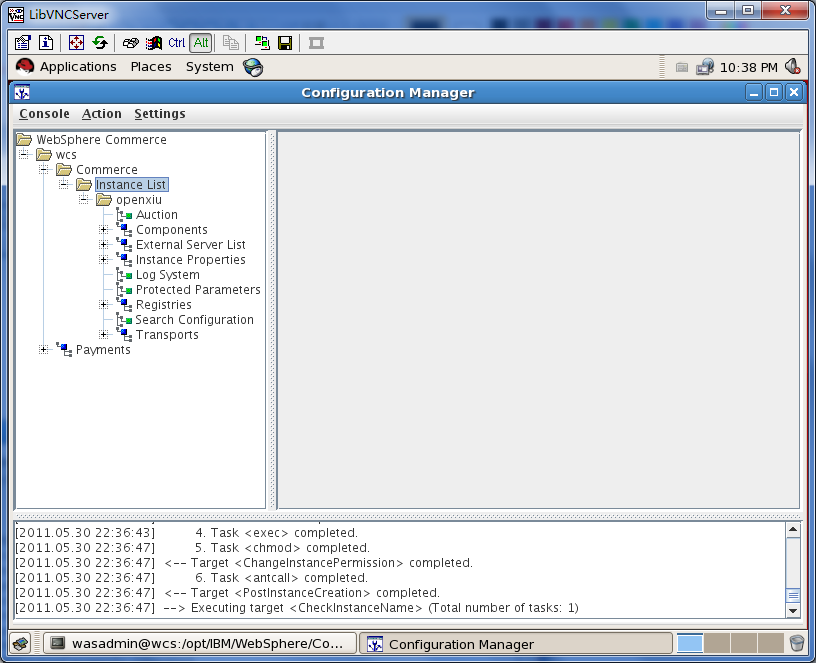 LibVNCServer
Ctrl Alt
Applications Places System 10:38 PM
Configuration Manager
Console Action Settings
WebSphere Commerce
wcs
Commerce
Instance List
openxiu
Auction
Components
External Server List
Instance Properties
Log System
Protected Parameters
Registries
Search Configuration
Transports
Payments
[2011.05.30 22:36:43] 4. Task <exec> completed.
[2011.05.30 22:36:47] 5. Task <chmod> completed.
[2011.05.30 22:36:47] <-- Target <ChangeInstancePermission> completed.
[2011.05.30 22:36:47] 6. Task <antcall> completed.
[2011.05.30 22:36:47] <-- Target <PostInstanceCreation> completed.
[2011.05.30 22:36:47] --> Executing target <CheckInstanceName> (Total number of tasks: 1)
wasadmin@wcs:/opt/IBM/WebSphere/Co... Configuration Manager